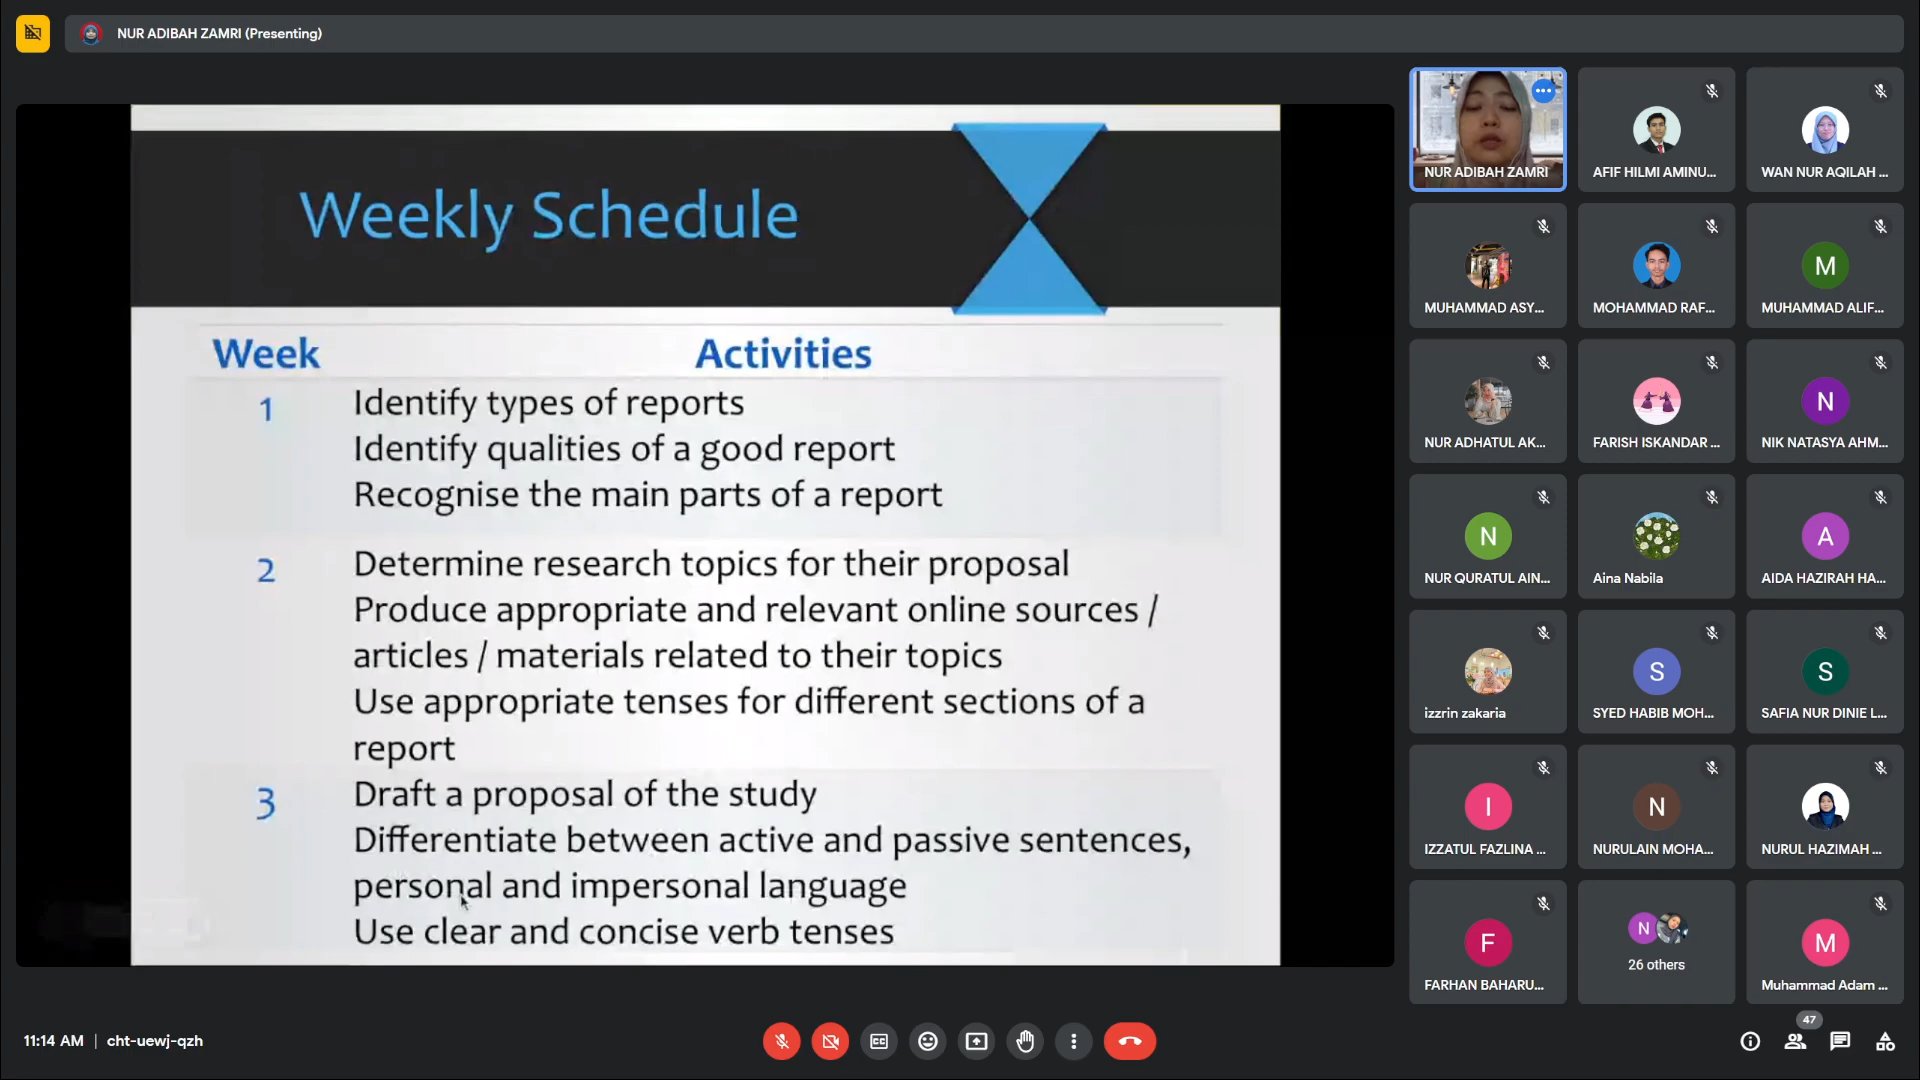 NUR ADIBAH ZAMRI (Presenting)
Weekly Schedule
Week Activities
1 Identify types of reports
Identify qualities of a good report
Recognise the main parts of a report
2 Determine research topics for their proposal
Produce appropriate and relevant online sources /
articles / materials related to their topics
Use appropriate tenses for different sections of a
report
3 Draft a proposal of the study
Differentiate between active and passive sentences,
personal and impersonal language
Use clear and concise verb tenses
NUR ADIBAH ZAMRI
AFIF HILMI AMINU...
WAN NUR AQILAH ...
MUHAMMAD ASY...
MOHAMMAD RAF...
M
MUHAMMAD ALIF...
NUR ADHATUL AK...
FARISH ISKANDAR ...
N
NIK NATASYA AHM...
N
NUR QURATUL AIN...
Aina Nabila
A
AIDA HAZIRAH HA...
izzrin zakaria
S
SYED HABIB MOH...
S
SAFIA NUR DINIE L...
I
IZZATUL FAZLINA ...
N
NURULAIN MOHA...
NURUL HAZIMAH ...
F
FARHAN BAHARU...
N
26 others
M
Muhammad Adam ...
11:14 AM | cht-uewj-qzh
CC
47